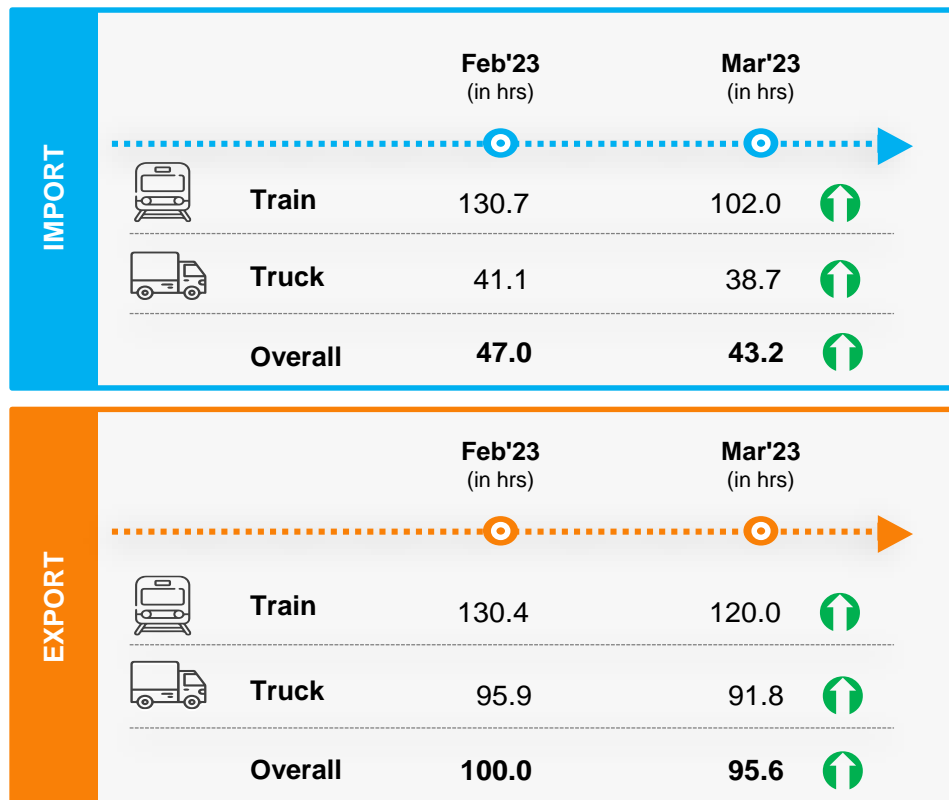 IMPORT
Feb'23 Mar'23
(in hrs) (in hrs)
Train 130.7 102.0
Truck 41.1 38.7
Overall 47.0 43.2
EXPORT
Feb'23 Mar'23
(in hrs) (in hrs)
Train 130.4 120.0
Truck 95.9 91.8
Overall 100.0 95.6